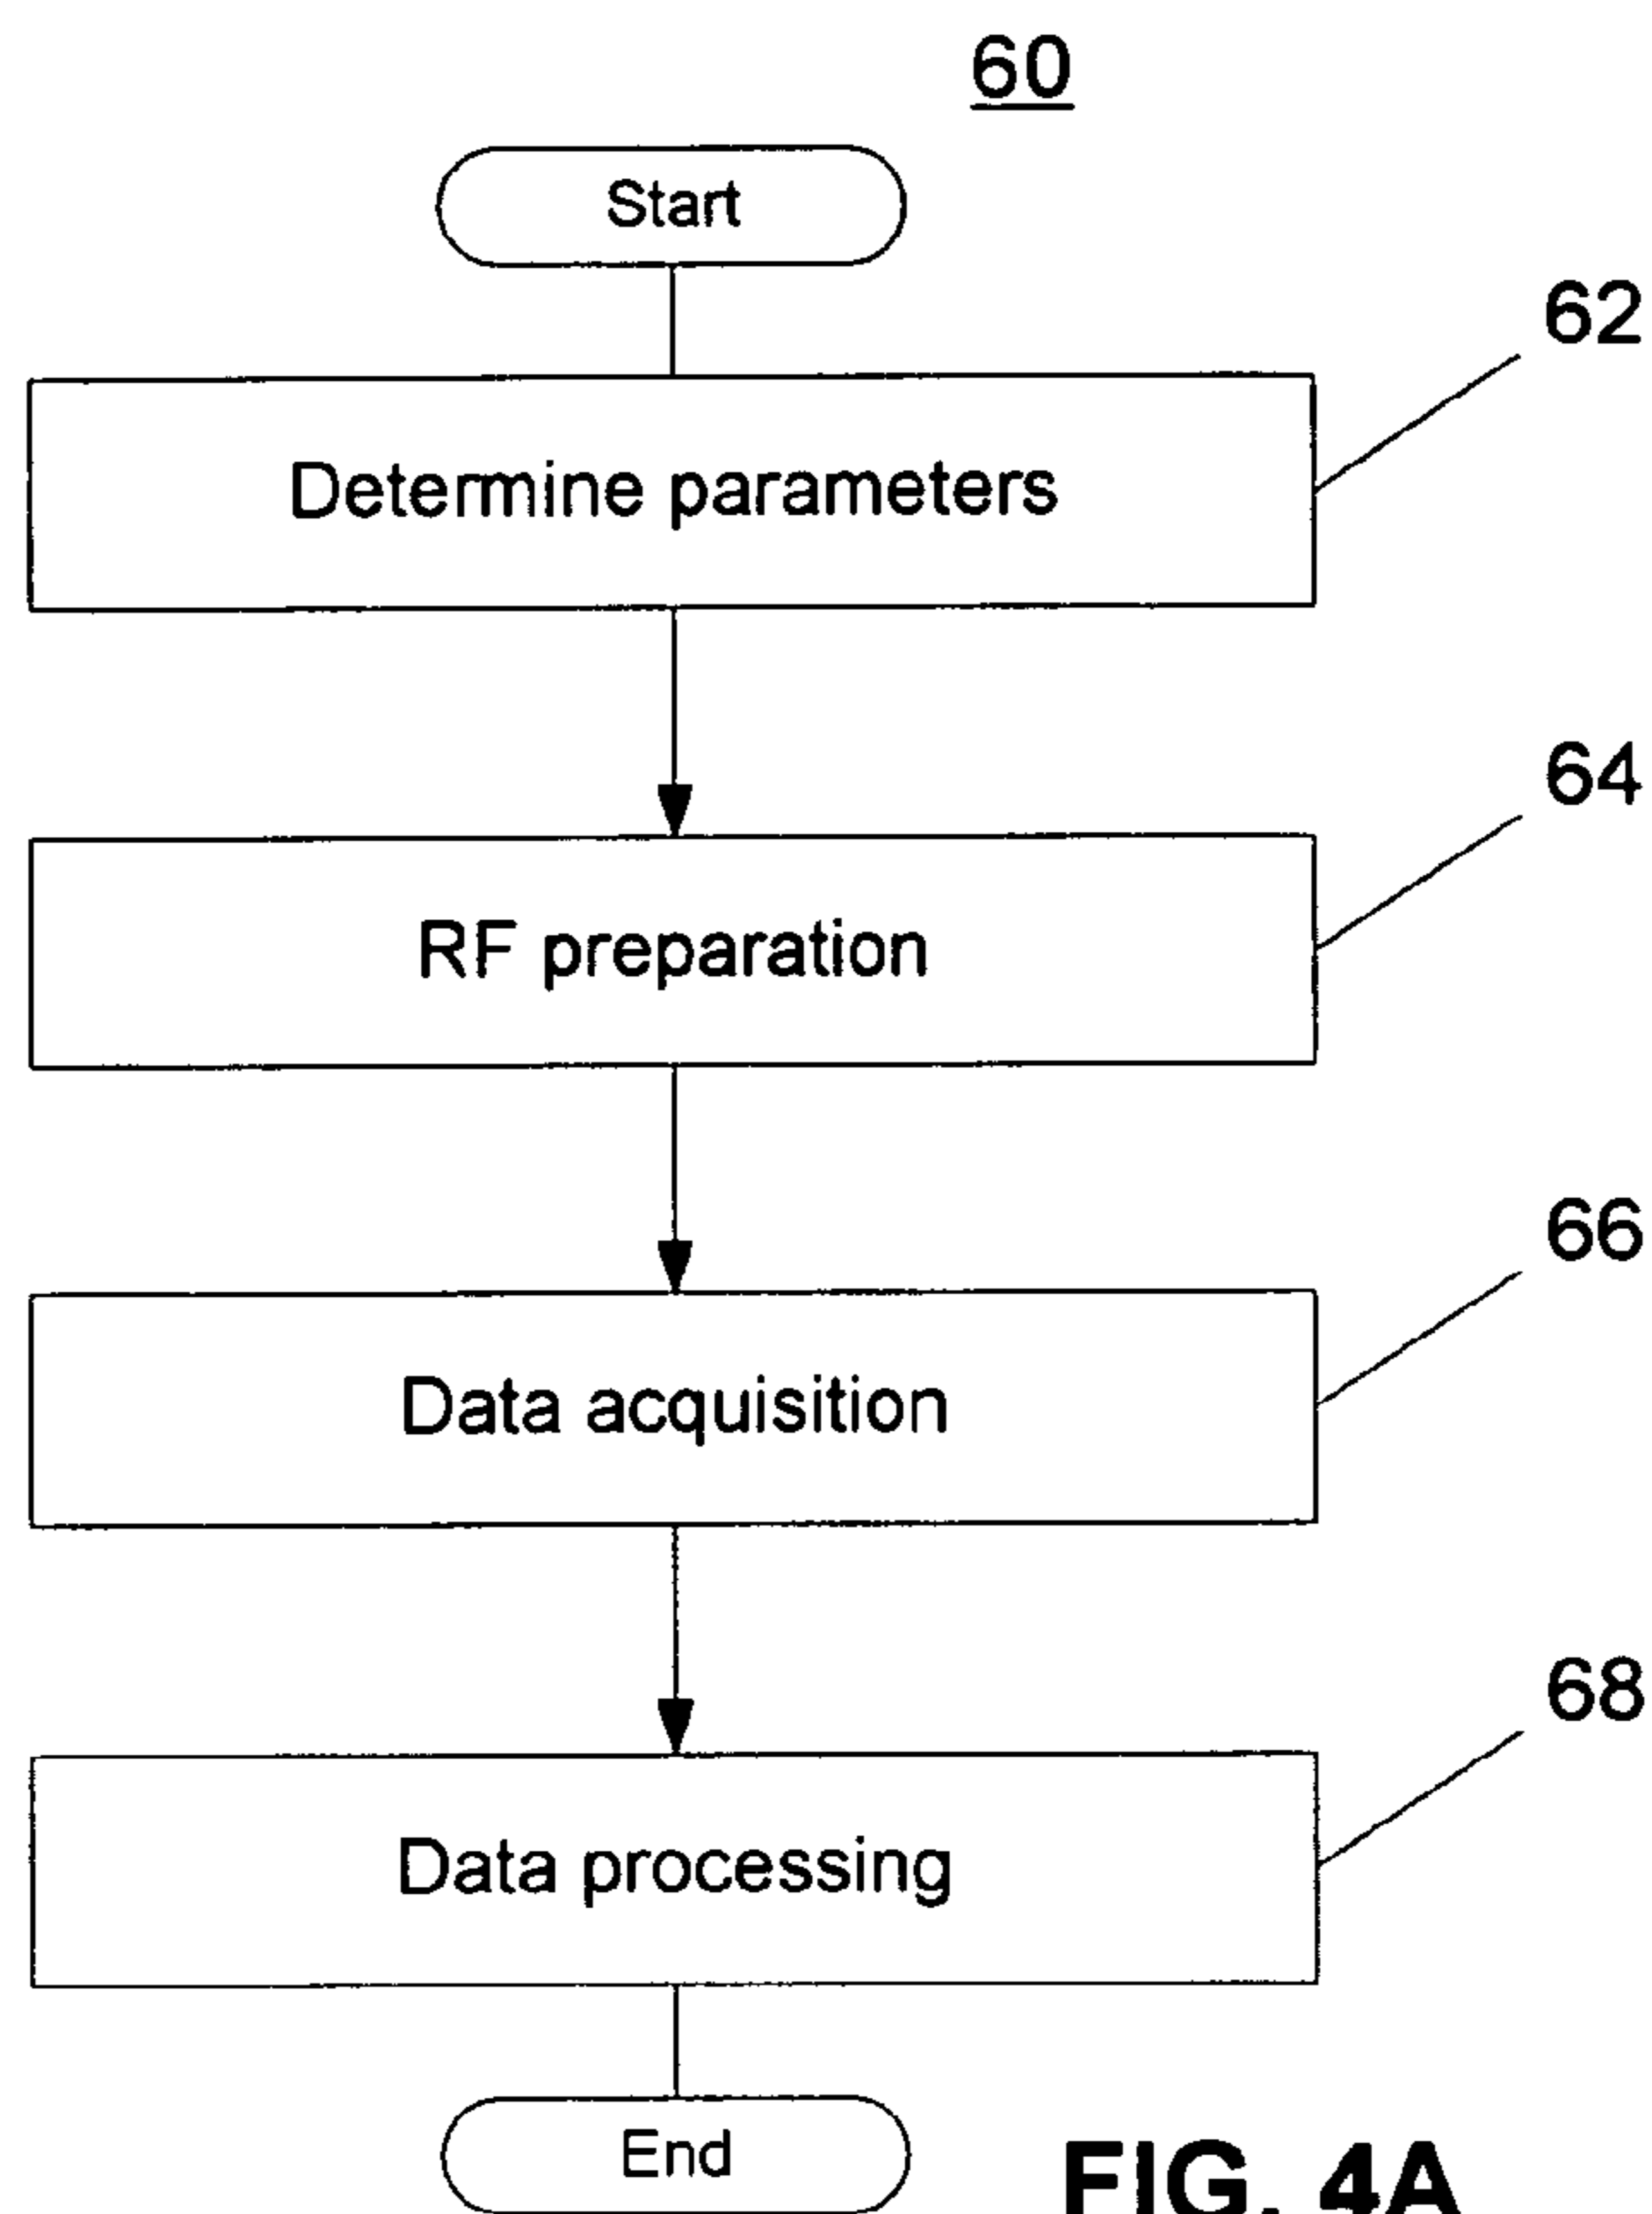 60
Start
62
Determine parameters
64
RF preparation
66
Data acquisition
68
Data processing
End
FIG. 4A